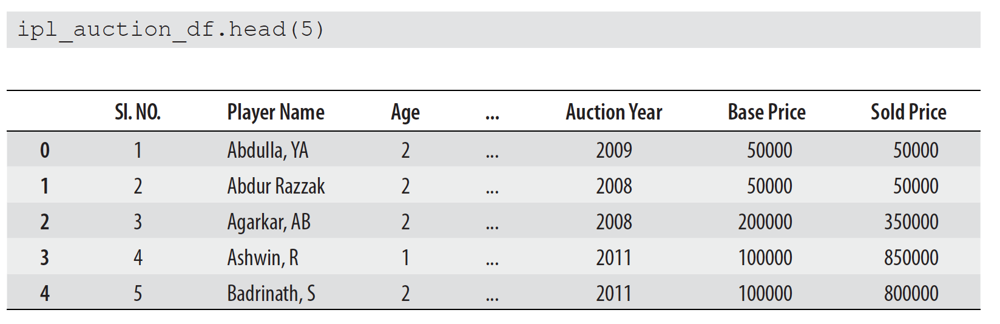 ipl_auction_df.head(5)
Sl. NO. Player Name Age ... Auction Year Base Price Sold Price
0 1 Abdulla, YA 2 ... 2009 50000 50000
1 2 Abdur Razzak 2 ... 2008 50000 50000
2 3 Agarkar, AB 2 ... 2008 200000 350000
3 4 Ashwin, R 1 ... 2011 100000 850000
4 5 Badrinath, S 2 ... 2011 100000 800000